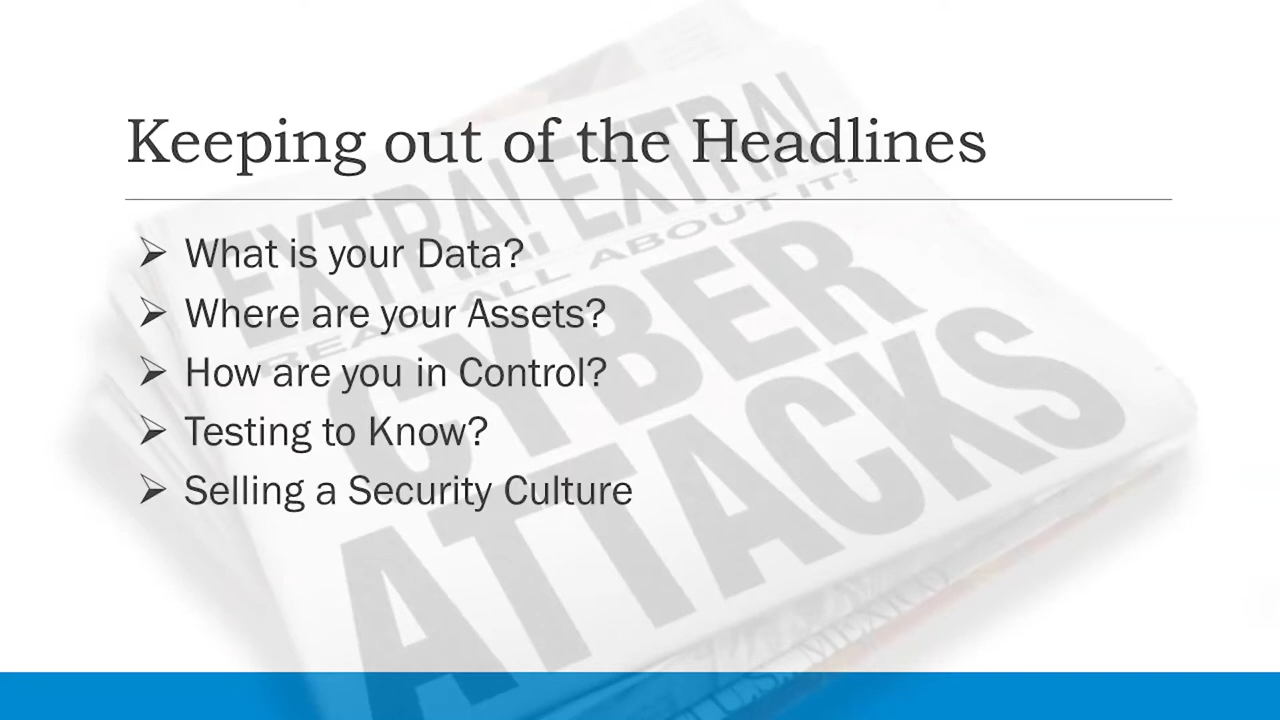 Keeping out of the Headlines
What is your Data?
Where are your Assets?
How are you in Control?
Testing to Know?
Selling a Security Culture
EXTRA! EXTRA!
READ ALL ABOUT IT!
CYBER
ATTACKS